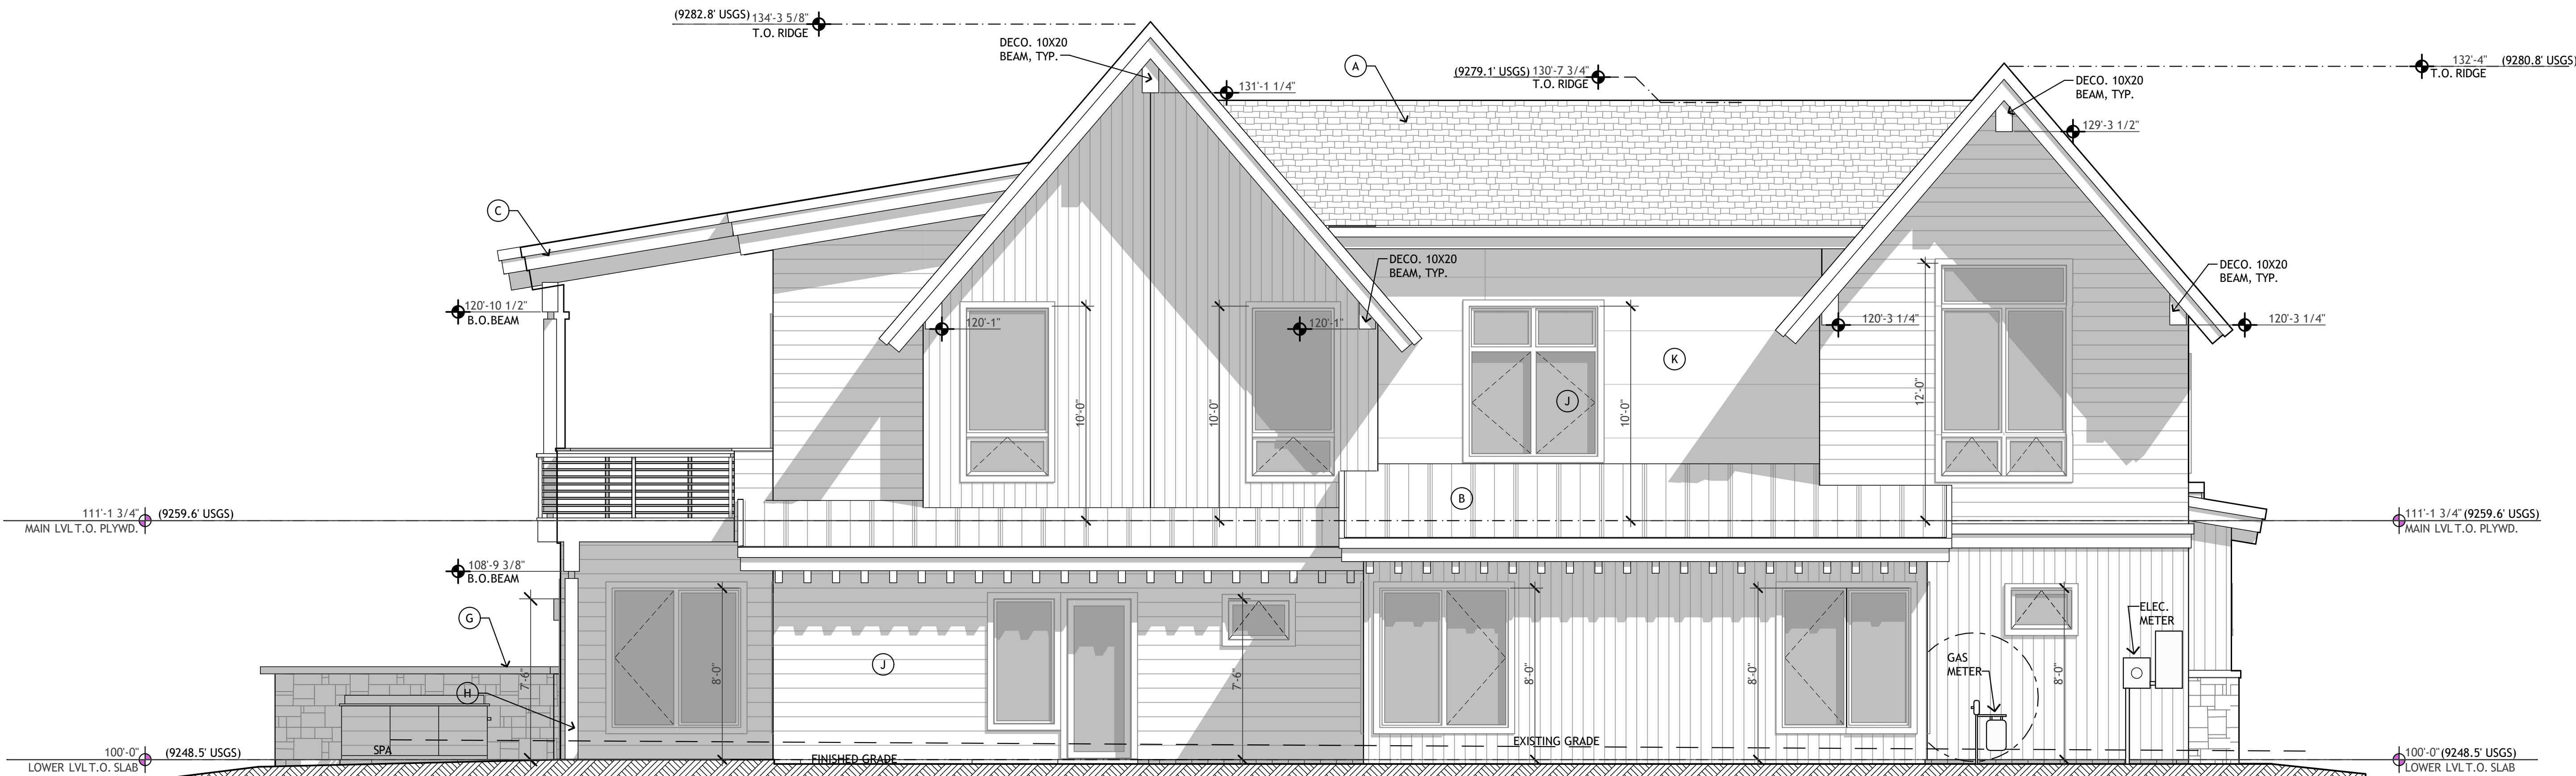 (9282.8' USGS) 134'-3 5/8"
T.O. RIDGE
DECO. 10X20
BEAM, TYP.
A
(9279.1' USGS) 130'-7 3/4"
T.O. RIDGE
132'-4" (9280.8' USGS)
T.O. RIDGE
131'-1 1/4"
DECO. 10X20
BEAM, TYP.
129'-3 1/2"
C
DECO. 10X20
BEAM, TYP.
DECO. 10X20
BEAM, TYP.
120'-10 1/2"
B.O.BEAM
120'-1"
120'-1"
120'-3 1/4"
120'-3 1/4"
K
J
10'-0"
10'-0"
10'-0"
12'-0"
B
111'-1 3/4" (9259.6' USGS)
MAIN LVL T.O. PLYWD.
111'-1 3/4" (9259.6' USGS)
MAIN LVL T.O. PLYWD.
108'-9 3/8"
B.O.BEAM
G
ELEC.
METER
J
GAS
METER
H
7'-6"
8'-0"
7'-6"
8'-0"
8'-0"
8'-0"
SPA
EXISTING GRADE
FINISHED GRADE
100'-0" (9248.5' USGS)
LOWER LVL T.O. SLAB
100'-0" (9248.5' USGS)
LOWER LVL T.O. SLAB